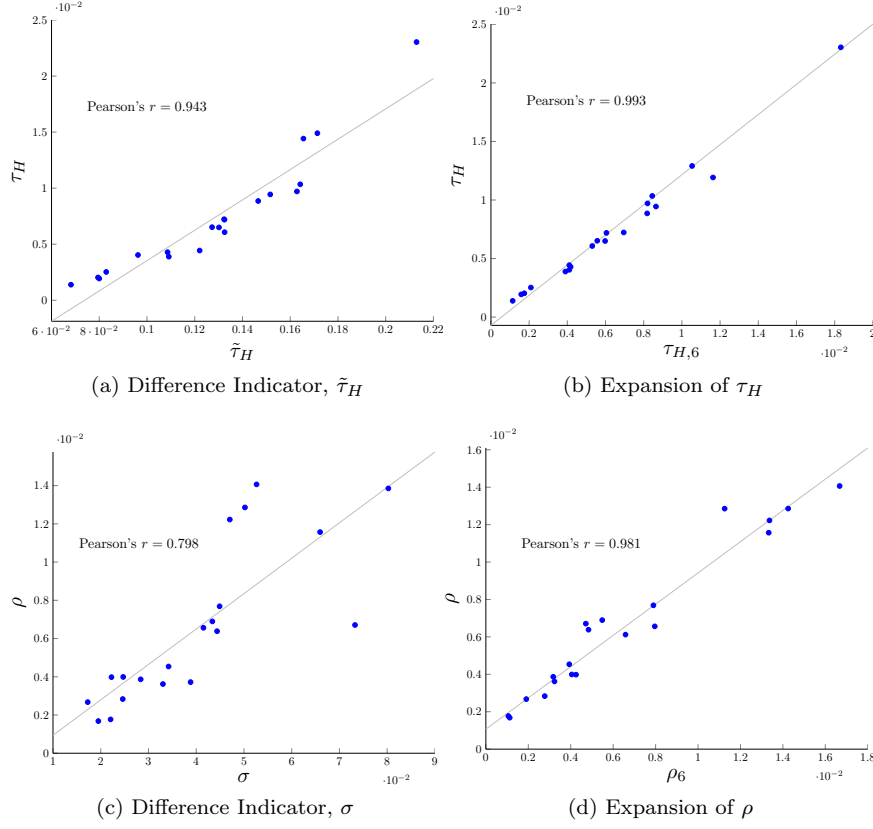 ·10⁻²
2.5
2
1.5
1
0.5
0
τ_H
Pearson's r = 0.943
6 · 10⁻² 8 · 10⁻² 0.1 0.12 0.14 0.16 0.18 0.2 0.22
τ̃_H
(a) Difference Indicator, τ̃_H
·10⁻²
2.5
2
1.5
1
0.5
0
τ_H
Pearson's r = 0.993
0 0.2 0.4 0.6 0.8 1 1.2 1.4 1.6 1.8 2
·10⁻²
τ_{H,6}
(b) Expansion of τ_H
·10⁻²
1.4
1.2
1
0.8
0.6
0.4
0.2
0
ρ
Pearson's r = 0.798
1 2 3 4 5 6 7 8 9
·10⁻²
σ
(c) Difference Indicator, σ
·10⁻²
1.6
1.4
1.2
1
0.8
0.6
0.4
0.2
0
ρ
Pearson's r = 0.981
0 0.2 0.4 0.6 0.8 1 1.2 1.4 1.6 1.8
·10⁻²
ρ₆
(d) Expansion of ρ